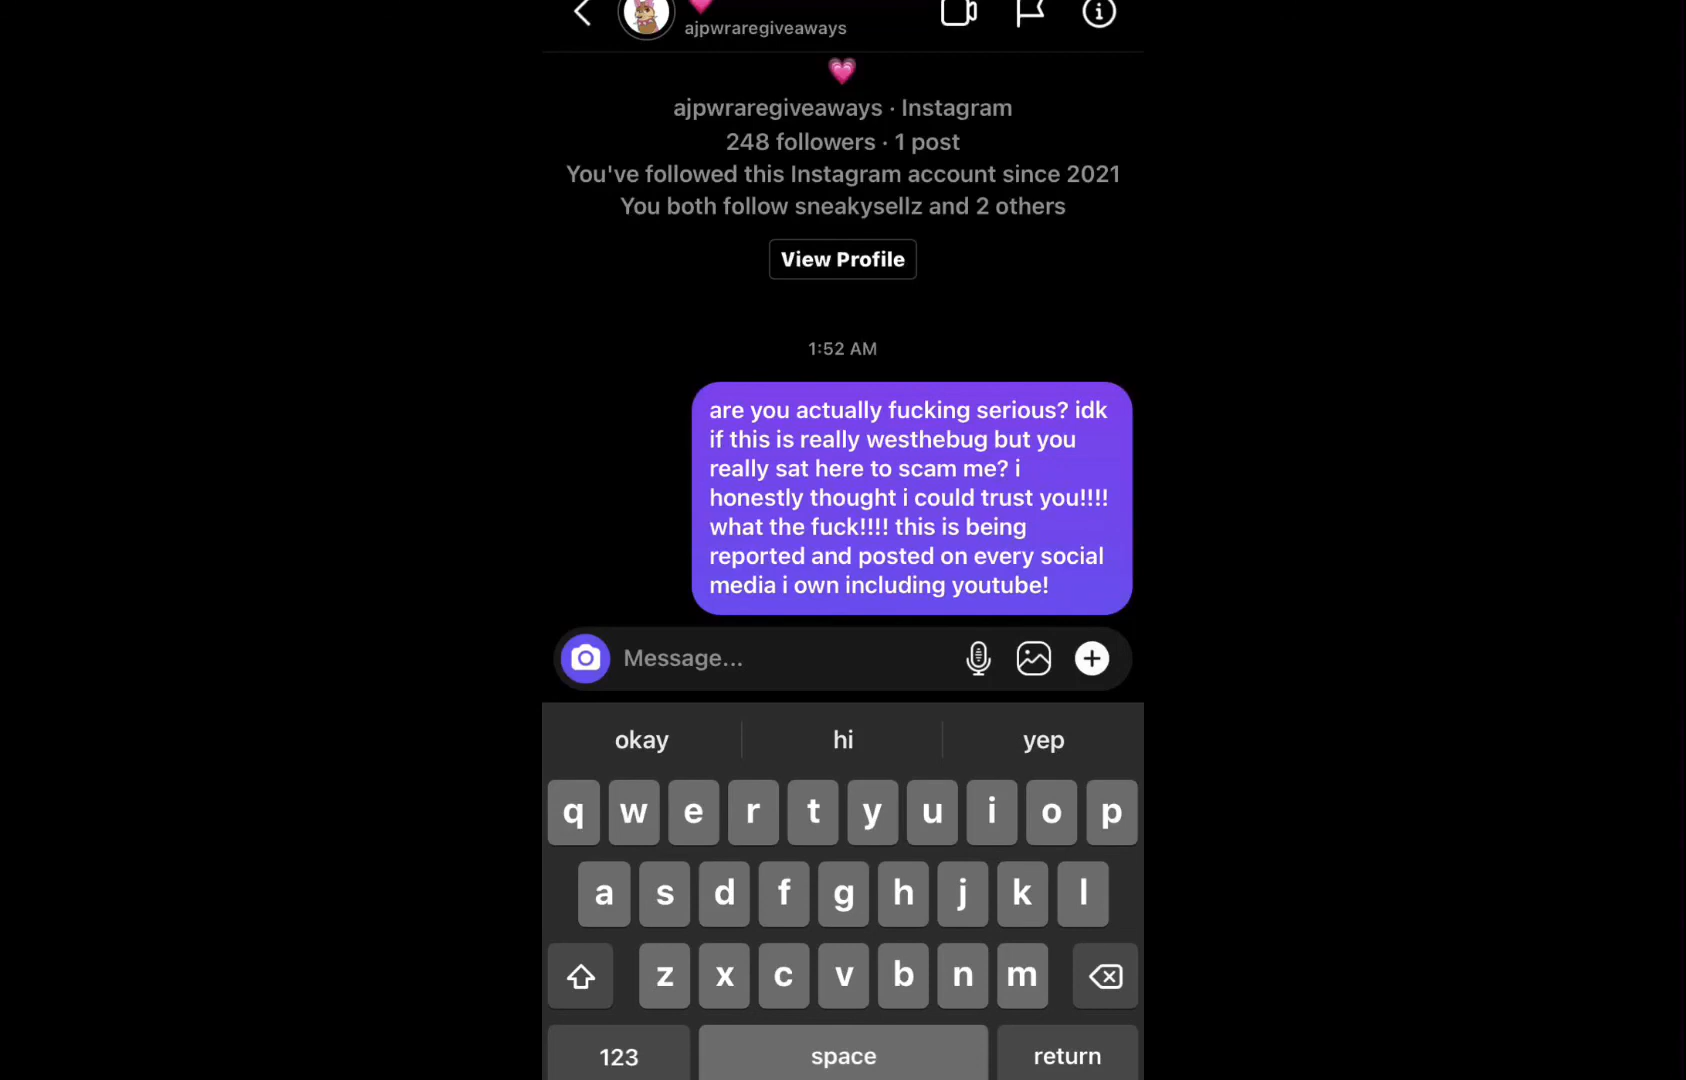 ajpwraregiveaways
ajpwraregiveaways · Instagram
248 followers · 1 post
You've followed this Instagram account since 2021
You both follow sneakysellz and 2 others
View Profile
1:52 AM
are you actually fucking serious? idk
if this is really westhebug but you
really sat here to scam me? i
honestly thought i could trust you!!!!
what the fuck!!!! this is being
reported and posted on every social
media i own including youtube!
Message...
okay hi yep
q w e r t y u i o p
a s d f g h j k l
z x c v b n m
123 space return